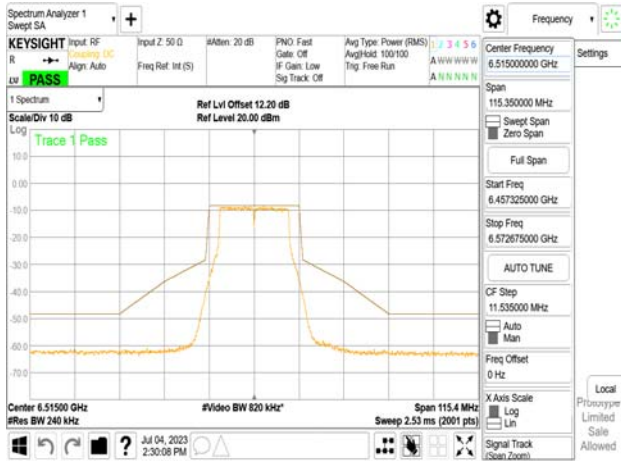 Spectrum Analyzer 1
Swept SA
+
Frequency
KEYSIGHT
R
LXI
PASS
Input: RF
Coupling: DC
Align: Auto
Input Z: 50 Ω
Freq Ref: Int (S)
#Atten: 20 dB
PNO: Fast
Gate: Off
IF Gain: Low
Sig Track: Off
Avg Type: Power (RMS)
Avg|Hold: 100/100
Trig: Free Run
1 2 3 4 5 6
A W W W W W
A N N N N N
1 Spectrum
Scale/Div 10 dB
Log
Ref Lvl Offset 12.20 dB
Ref Level 20.00 dBm
Trace 1 Pass
10.0
0.00
-10.0
-20.0
-30.0
-40.0
-50.0
-60.0
-70.0
Center 6.51500 GHz
#Res BW 240 kHz
#Video BW 820 kHz*
Span 115.4 MHz
Sweep 2.53 ms (2001 pts)
Center Frequency
6.515000000 GHz
Settings
Span
115.350000 MHz
Swept Span
Zero Span
Full Span
Start Freq
6.457325000 GHz
Stop Freq
6.572675000 GHz
AUTO TUNE
CF Step
11.535000 MHz
Auto
Man
Freq Offset
0 Hz
X Axis Scale
Log
Lin
Signal Track
(Span Zoom)
Local
Prototype
Limited
Sale
Allowed
?
Jul 04, 2023
2:30:08 PM